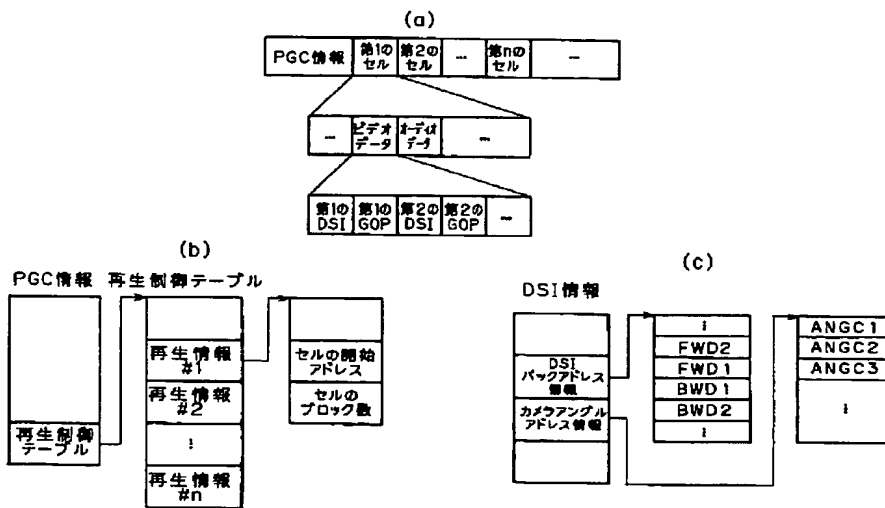 (a)
PGC情報
第1の
セル
第2の
セル
…
第nの
セル
…
…
ビデオ
データ
オーディオ
データ
…
第1の
DSI
第1の
GOP
第2の
DSI
第2の
GOP
…
(b)
PGC情報 再生制御テーブル
再生制御
テーブル
再生情報
#1
再生情報
#2
⁝
再生情報
#n
セルの開始
アドレス
セルの
ブロック数
(c)
DSI情報
DSI
パックアドレス
情報
カメラアングル
アドレス情報
⁝
FWD2
FWD1
BWD1
BWD2
⁝
ANGC1
ANGC2
ANGC3
⁝